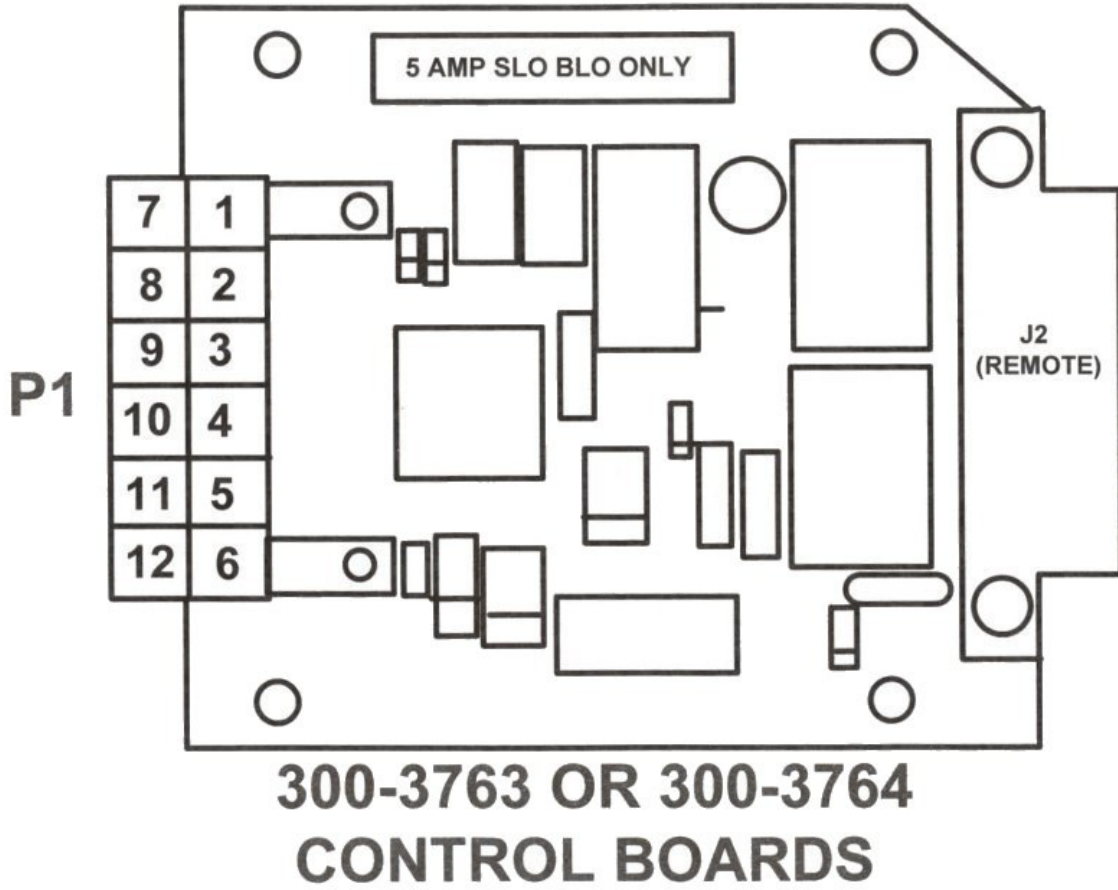 5 AMP SLO BLO ONLY
7 1
8 2
9 3
10 4
11 5
12 6
P1
J2
(REMOTE)
300-3763 OR 300-3764
CONTROL BOARDS